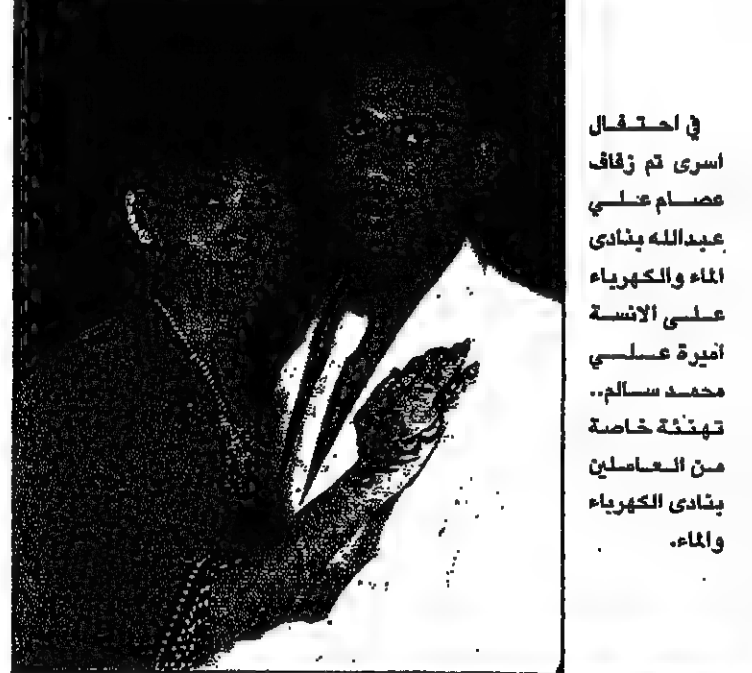 في احتفال
اسرى تم زفاف
عصام علي
عبدالله بنادى
الماء والكهرباء
على الانسة
اميرة علي
محمد سالم..
تهنئة خاصة
من العاملين
بنادى الكهرباء
والماء.